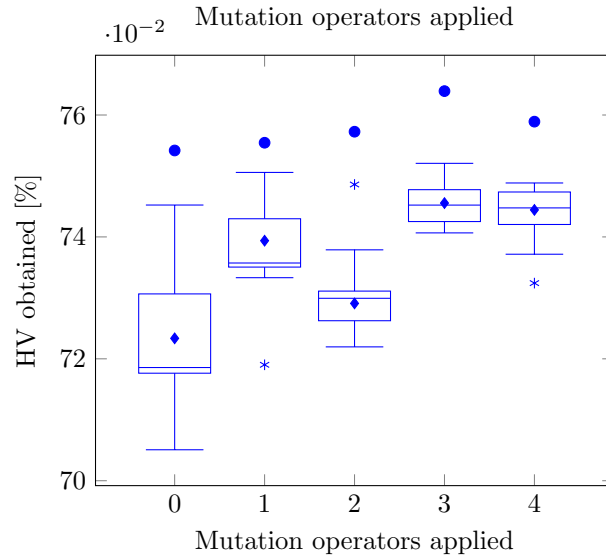 Mutation operators applied
·10⁻²
76
74
72
70
HV obtained [%]
0 1 2 3 4
Mutation operators applied